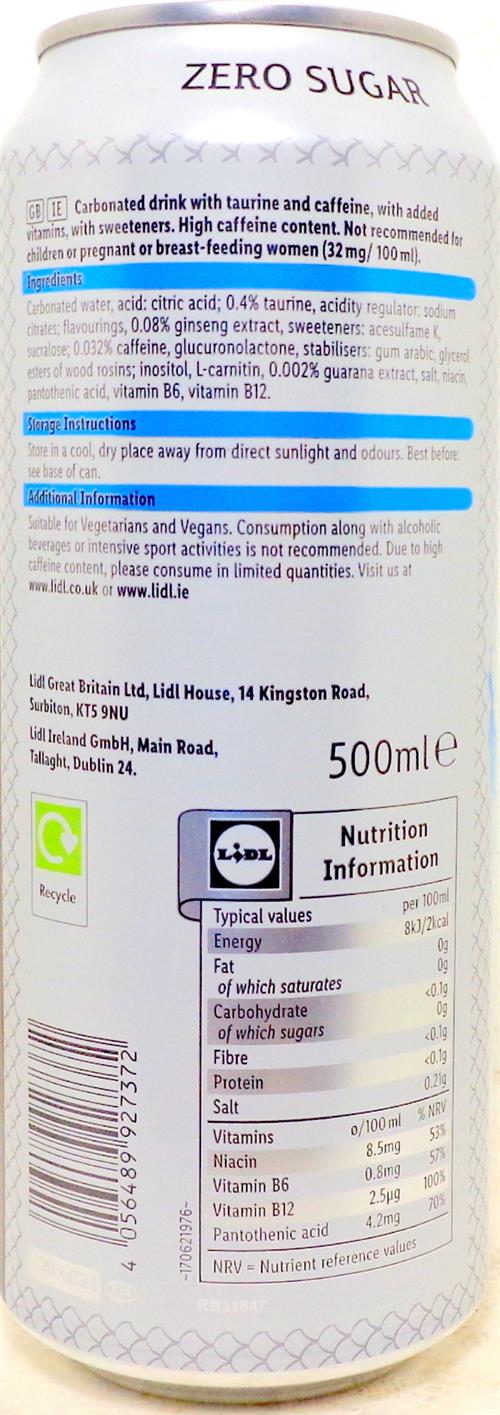 ZERO SUGAR
GB IE Carbonated drink with taurine and caffeine, with added
vitamins, with sweeteners. High caffeine content. Not recommended for
children or pregnant or breast-feeding women (32mg/ 100ml).
Ingredients
Carbonated water, acid: citric acid; 0.4% taurine, acidity regulator: sodium
citrates; flavourings, 0.08% ginseng extract, sweeteners: acesulfame K,
sucralose; 0.032% caffeine, glucuronolactone, stabilisers: gum arabic, glycerol
esters of wood rosins; inositol, L-carnitin, 0.002% guarana extract, salt, niacin,
pantothenic acid, vitamin B6, vitamin B12.
Storage Instructions
Store in a cool, dry place away from direct sunlight and odours. Best before:
see base of can.
Additional Information
Suitable for Vegetarians and Vegans. Consumption along with alcoholic
beverages or intensive sport activities is not recommended. Due to high
caffeine content, please consume in limited quantities. Visit us at
www.lidl.co.uk or www.lidl.ie
Lidl Great Britain Ltd, Lidl House, 14 Kingston Road,
Surbiton, KT5 9NU
Lidl Ireland GmbH, Main Road,
Tallaght, Dublin 24.
500ml e
Recycle
LIDL
Nutrition
Information
Typical values per 100ml
Energy 8kJ/2kcal
Fat 0g
of which saturates 0g
Carbohydrate <0.1g
of which sugars 0g
Fibre <0.1g
Protein <0.1g
Salt 0.21g
Vitamins ø/100ml % NRV
Niacin 8.5mg 53%
Vitamin B6 0.8mg 57%
Vitamin B12 2.5µg 100%
Pantothenic acid 4.2mg 70%
NRV = Nutrient reference values
4 056489 927372
~170621976~
RB31847